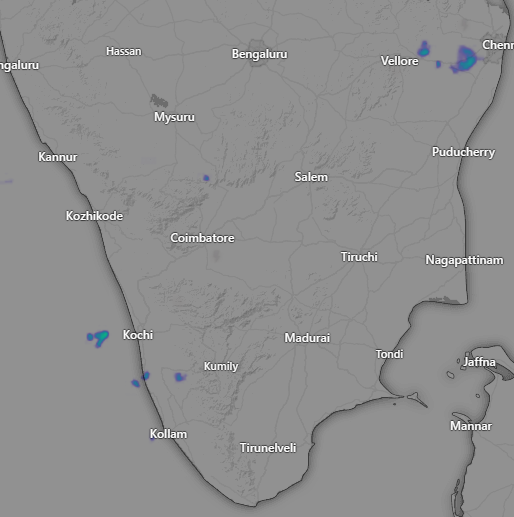 Hassan
Bengaluru
Chenn
ngaluru
Vellore
Mysuru
Kannur
Puducherry
Salem
Kozhikode
Coimbatore
Tiruchi
Nagapattinam
Kochi
Madurai
Tondi
Kumily
Jaffna
Mannar
Kollam
Tirunelveli